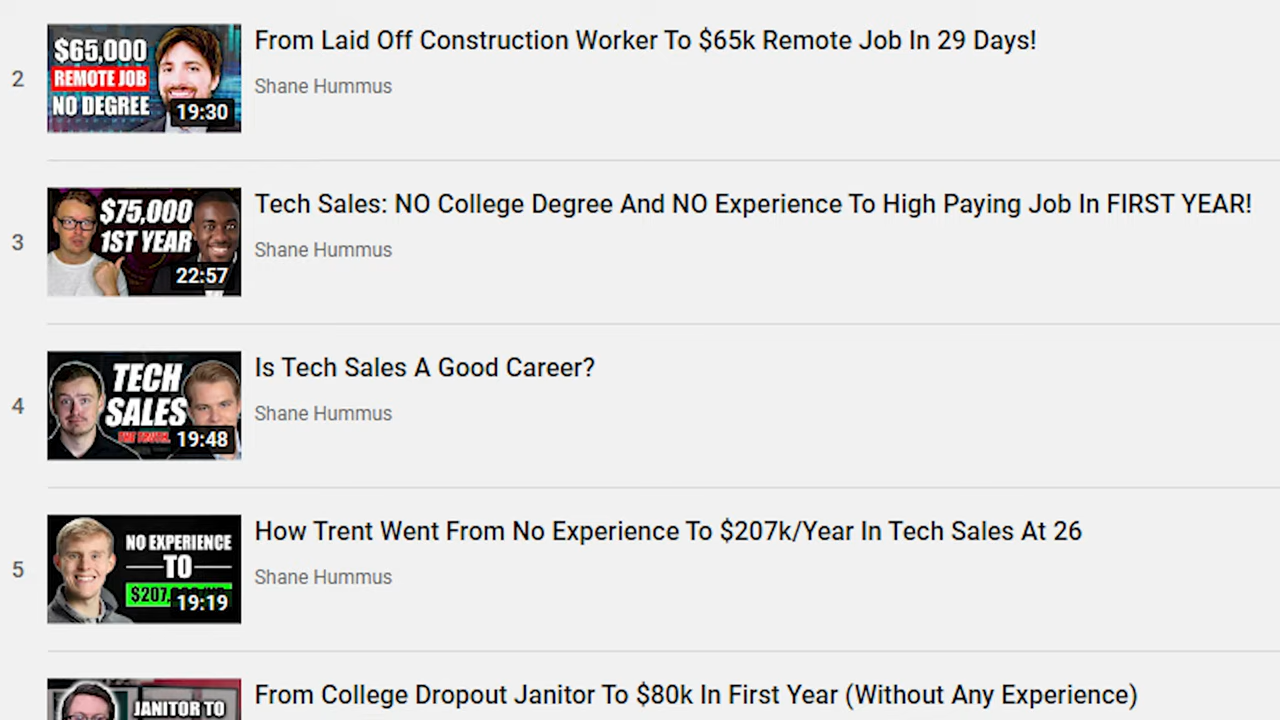 2
$65,000
REMOTE JOB
NO DEGREE
19:30
From Laid Off Construction Worker To $65k Remote Job In 29 Days!
Shane Hummus
3
$75,000
1ST YEAR
22:57
Tech Sales: NO College Degree And NO Experience To High Paying Job In FIRST YEAR!
Shane Hummus
4
TECH
SALES
THE TRUTH.
19:48
Is Tech Sales A Good Career?
Shane Hummus
5
NO EXPERIENCE
TO
$207,
19:19
How Trent Went From No Experience To $207k/Year In Tech Sales At 26
Shane Hummus
JANITOR TO
From College Dropout Janitor To $80k In First Year (Without Any Experience)